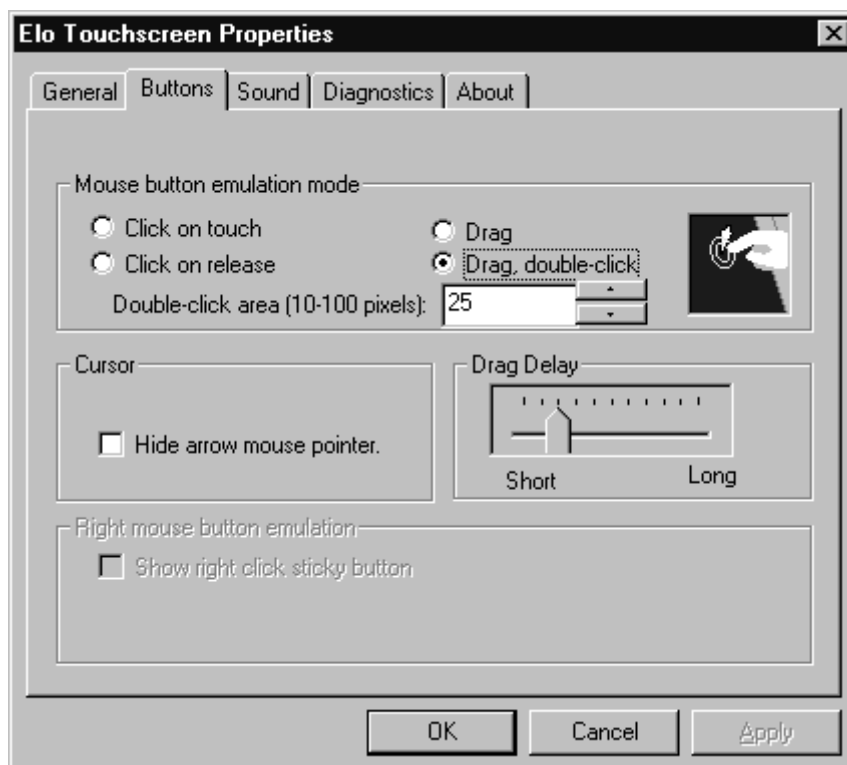 Elo Touchscreen Properties
General Buttons Sound Diagnostics About
Mouse button emulation mode
Click on touch
Drag
Click on release
Drag, double-click
Double-click area (10-100 pixels): 25
Cursor
Hide arrow mouse pointer.
Drag Delay
Short Long
Right mouse button emulation
Show right click sticky button
OK Cancel Apply